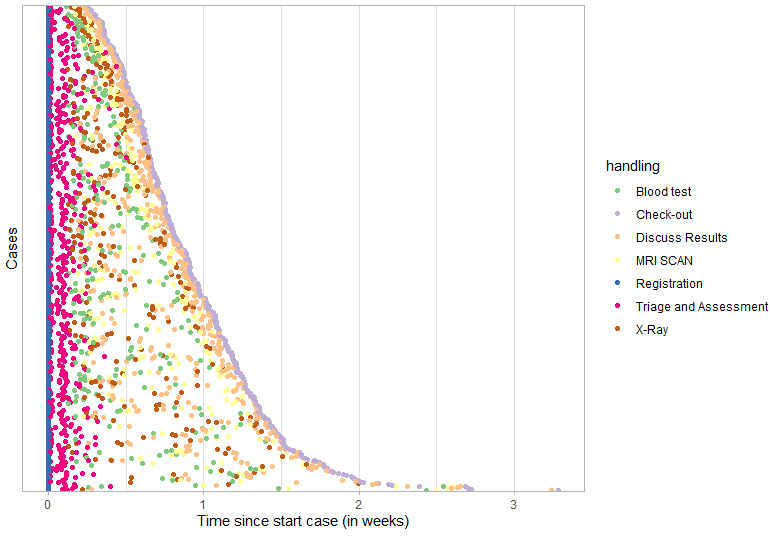 handling
Blood test
Check-out
Discuss Results
MRI SCAN
Registration
Triage and Assessment
X-Ray
Cases
0 1 2 3
Time since start case (in weeks)